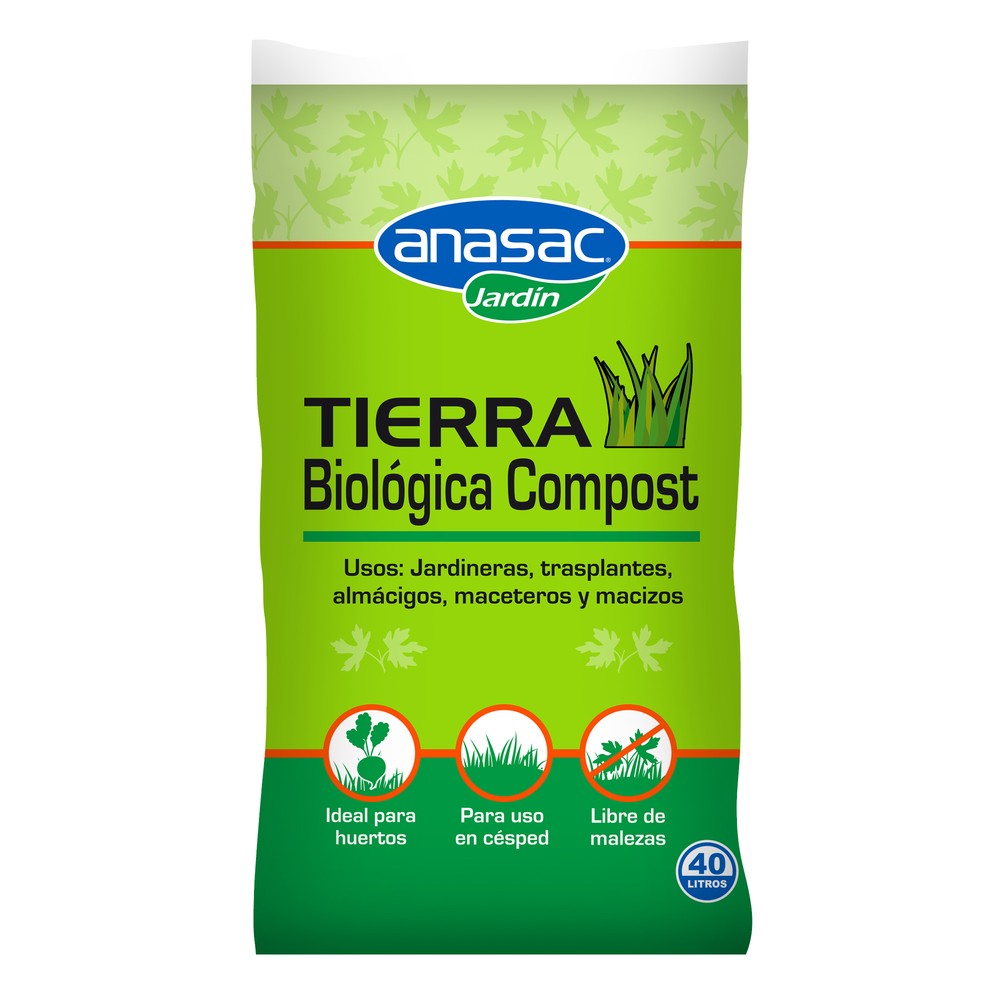 anasac®
Jardín
TIERRA
Biológica Compost
Usos: Jardineras, trasplantes,
almácigos, maceteros y macizos
Ideal para
huertos
Para uso
en césped
Libre de
malezas
40
LITROS